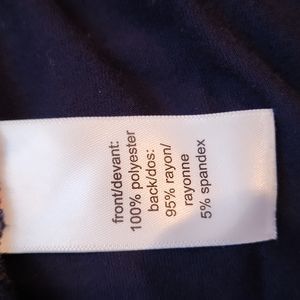 front/devant:
100% polyester
back/dos:
95% rayon/
rayonne
5% spandex